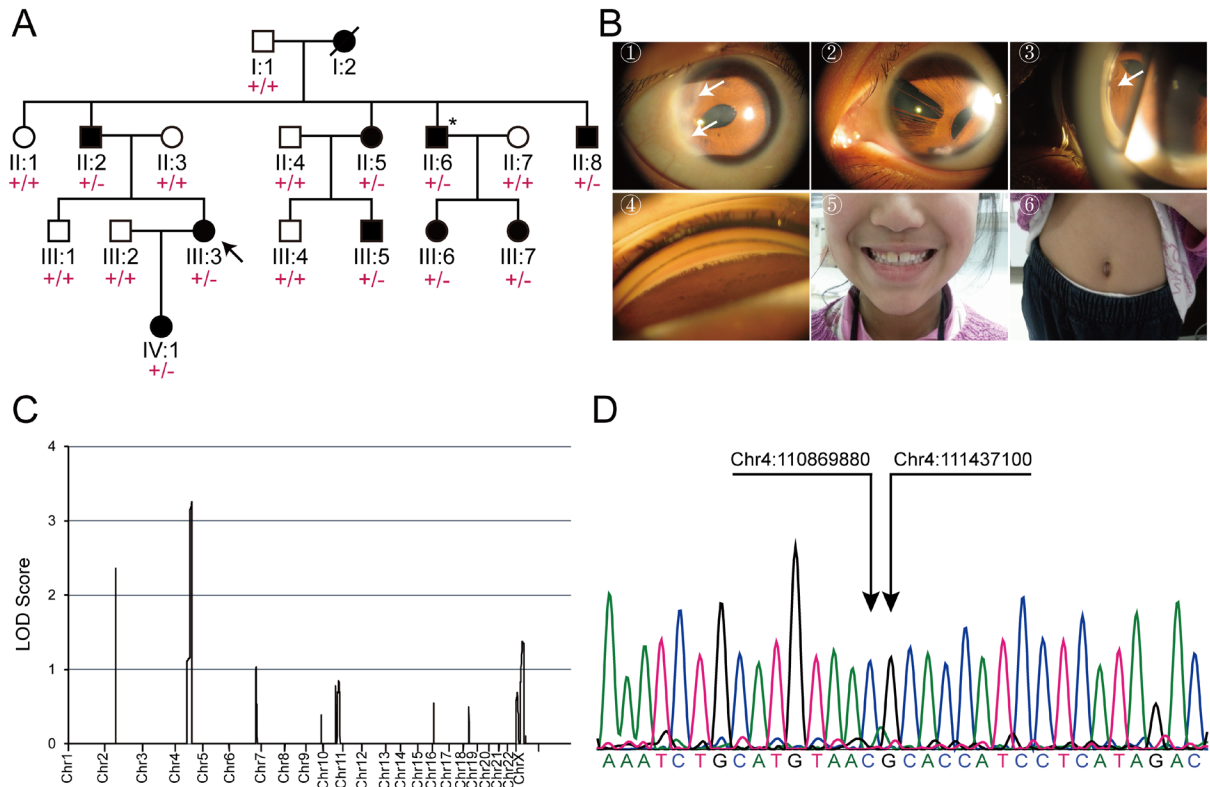 A
I:1
I:2
+/+
*
II:1
II:2
II:3
II:4
II:5
II:6
II:7
II:8
+/+
+/-
+/+
+/+
+/-
+/-
+/+
+/-
III:1
III:2
III:3
III:4
III:5
III:6
III:7
+/+
+/+
+/-
+/+
+/-
+/-
+/-
IV:1
+/-
B
①
②
③
④
⑤
⑥
C
LOD Score
4
3
2
1
0
Chr1
Chr2
Chr3
Chr4
Chr5
Chr6
Chr7
Chr8
Chr9
Chr10
Chr11
Chr12
Chr13
Chr14
Chr15
Chr16
Chr17
Chr18
Chr19
Chr20
Chr21
Chr22
ChrX
D
Chr4:110869880
Chr4:111437100
AAATCTGCATGTAACGCACCATCCTCATAGAC